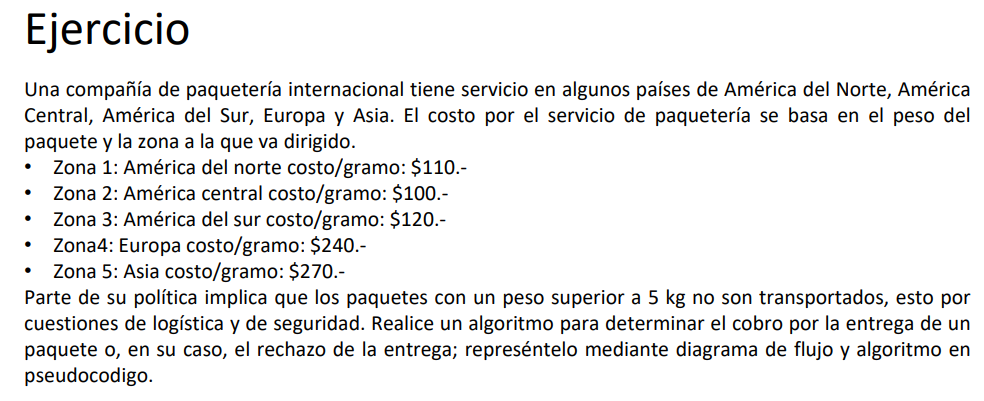 Ejercicio
Una compañía de paquetería internacional tiene servicio en algunos países de América del Norte, América
Central, América del Sur, Europa y Asia. El costo por el servicio de paquetería se basa en el peso del
paquete y la zona a la que va dirigido.
• Zona 1: América del norte costo/gramo: $110.-
• Zona 2: América central costo/gramo: $100.-
• Zona 3: América del sur costo/gramo: $120.-
• Zona4: Europa costo/gramo: $240.-
• Zona 5: Asia costo/gramo: $270.-
Parte de su política implica que los paquetes con un peso superior a 5 kg no son transportados, esto por
cuestiones de logística y de seguridad. Realice un algoritmo para determinar el cobro por la entrega de un
paquete o, en su caso, el rechazo de la entrega; represéntelo mediante diagrama de flujo y algoritmo en
pseudocodigo.